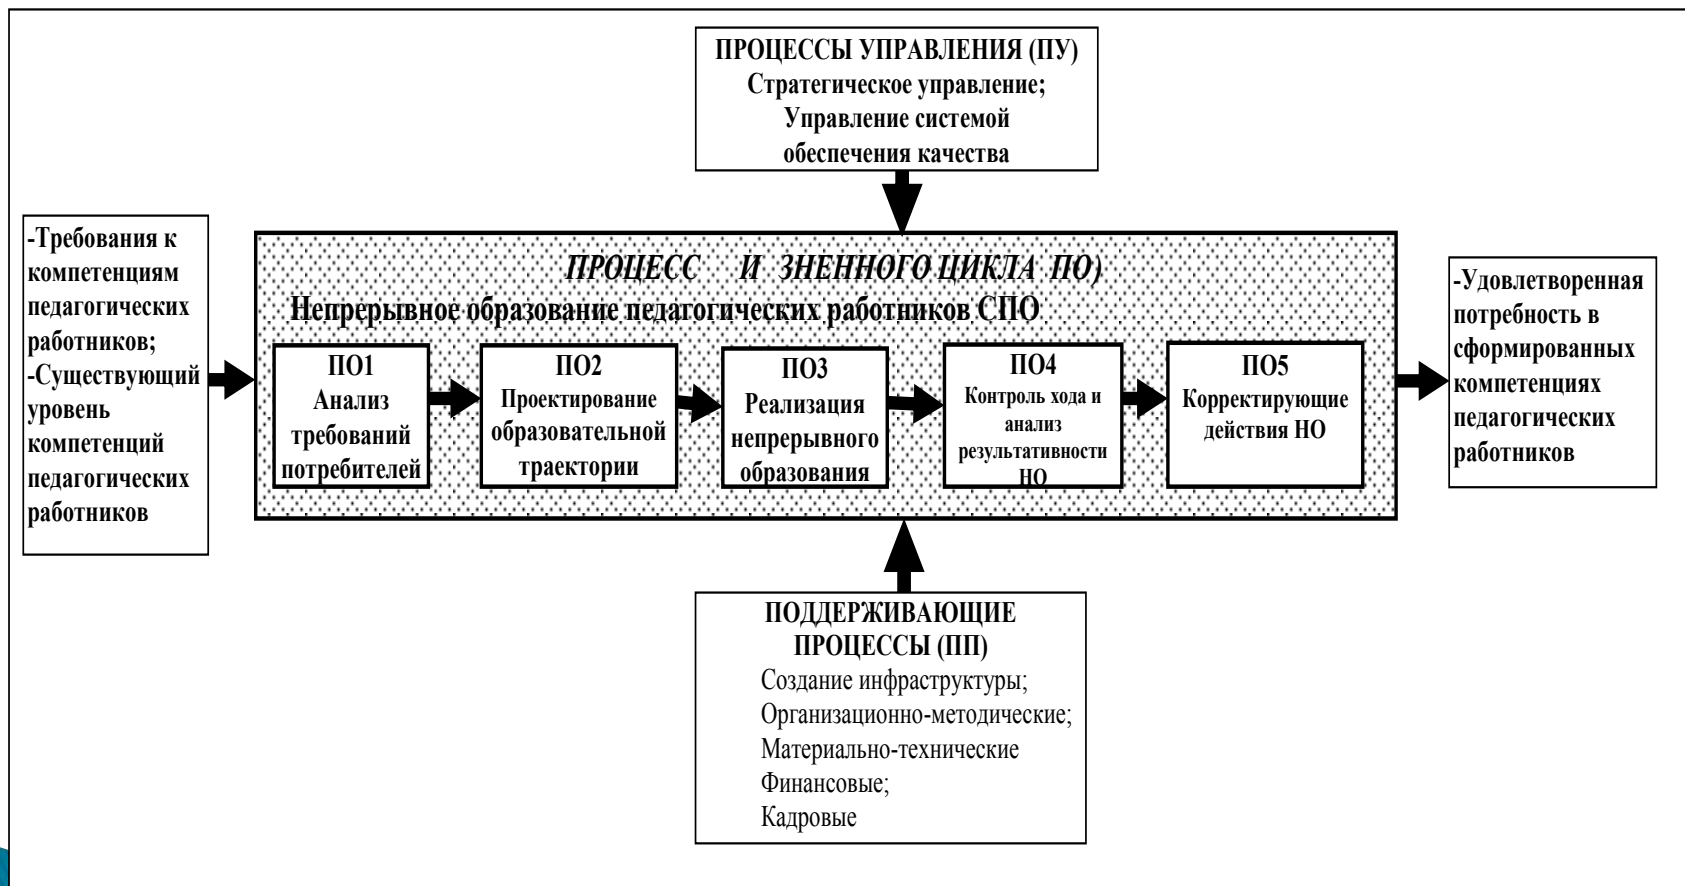 ПРОЦЕССЫ УПРАВЛЕНИЯ (ПУ)
Стратегическое управление;
Управление системой
обеспечения качества
-Требования к
компетенциям
педагогических
работников;
-Существующий
уровень
компетенций
педагогических
работников
ПРОЦЕСС И ЗНЕННОГО ЦИКЛА ПО)
Непрерывное образование педагогических работников СПО
ПО1
Анализ
требований
потребителей
ПО2
Проектирование
образовательной
траектории
ПО3
Реализация
непрерывного
образования
ПО4
Контроль хода и
анализ
результативности
НО
ПО5
Корректирующие
действия НО
-Удовлетворенная
потребность в
сформированных
компетенциях
педагогических
работников
ПОДДЕРЖИВАЮЩИЕ
ПРОЦЕССЫ (ПП)
Создание инфраструктуры;
Организационно-методические;
Материально-технические
Финансовые;
Кадровые